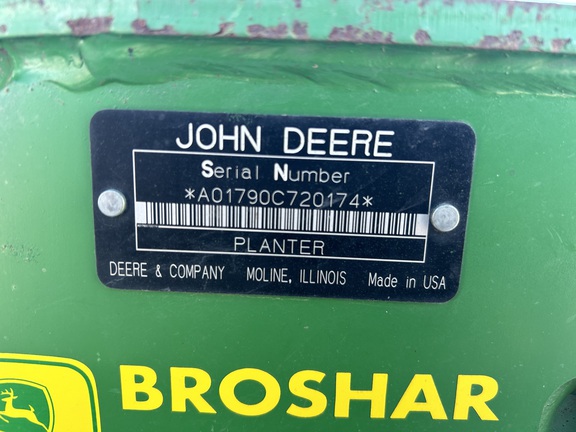 JOHN DEERE
Serial Number
*A01790C720174*
PLANTER
DEERE & COMPANY MOLINE, ILLINOIS Made in USA
BROSHAR